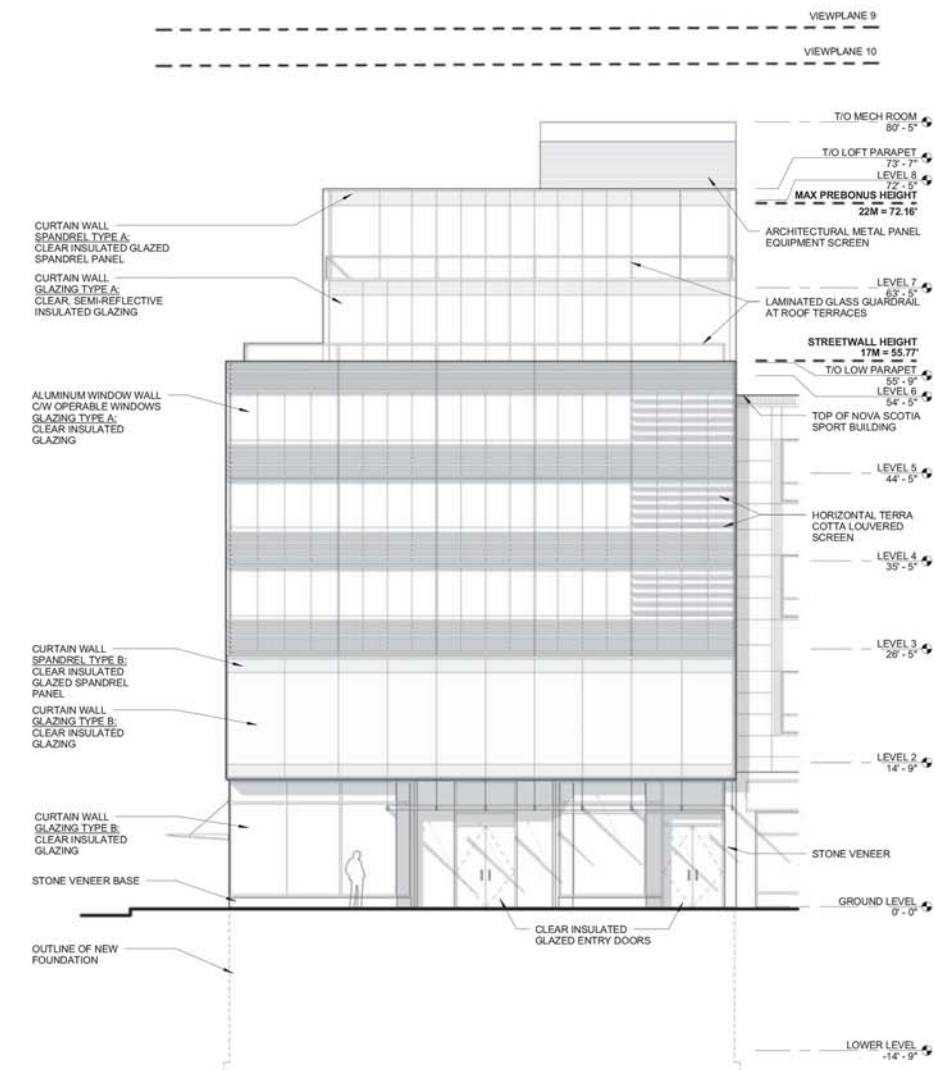 VIEWPLANE 9
VIEWPLANE 10
T/O MECH ROOM
80' - 5"
T/O LOFT PARAPET
73' - 7"
LEVEL 8
72' - 5"
MAX PREBONUS HEIGHT
22M = 72.16'
ARCHITECTURAL METAL PANEL
EQUIPMENT SCREEN
LEVEL 7
63' - 5"
LAMINATED GLASS GUARDRAIL
AT ROOF TERRACES
STREETWALL HEIGHT
17M = 55.77'
T/O LOW PARAPET
55' - 9"
LEVEL 6
54' - 5"
TOP OF NOVA SCOTIA
SPORT BUILDING
LEVEL 5
44' - 5"
HORIZONTAL TERRA
COTTA LOUVERED
SCREEN
LEVEL 4
35' - 5"
LEVEL 3
26' - 5"
LEVEL 2
14' - 9"
STONE VENEER
GROUND LEVEL
0' - 0"
LOWER LEVEL
-14' - 9"
CURTAIN WALL
SPANDREL TYPE A:
CLEAR INSULATED GLAZED
SPANDREL PANEL
CURTAIN WALL
GLAZING TYPE A:
CLEAR, SEMI-REFLECTIVE
INSULATED GLAZING
ALUMINUM WINDOW WALL
C/W OPERABLE WINDOWS
GLAZING TYPE A:
CLEAR INSULATED
GLAZING
CURTAIN WALL
SPANDREL TYPE B:
CLEAR INSULATED
GLAZED SPANDREL
PANEL
CURTAIN WALL
GLAZING TYPE B:
CLEAR INSULATED
GLAZING
CURTAIN WALL
GLAZING TYPE B:
CLEAR INSULATED
GLAZING
STONE VENEER BASE
OUTLINE OF NEW
FOUNDATION
CLEAR INSULATED
GLAZED ENTRY DOORS